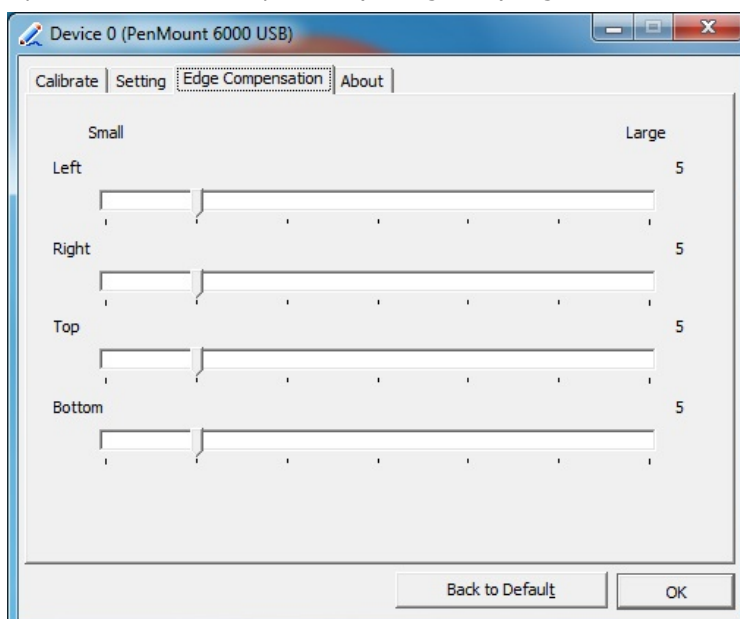 Device 0 (PenMount 6000 USB)
Calibrate Setting Edge Compensation About
Small Large
Left 5
Right 5
Top 5
Bottom 5
Back to Default OK